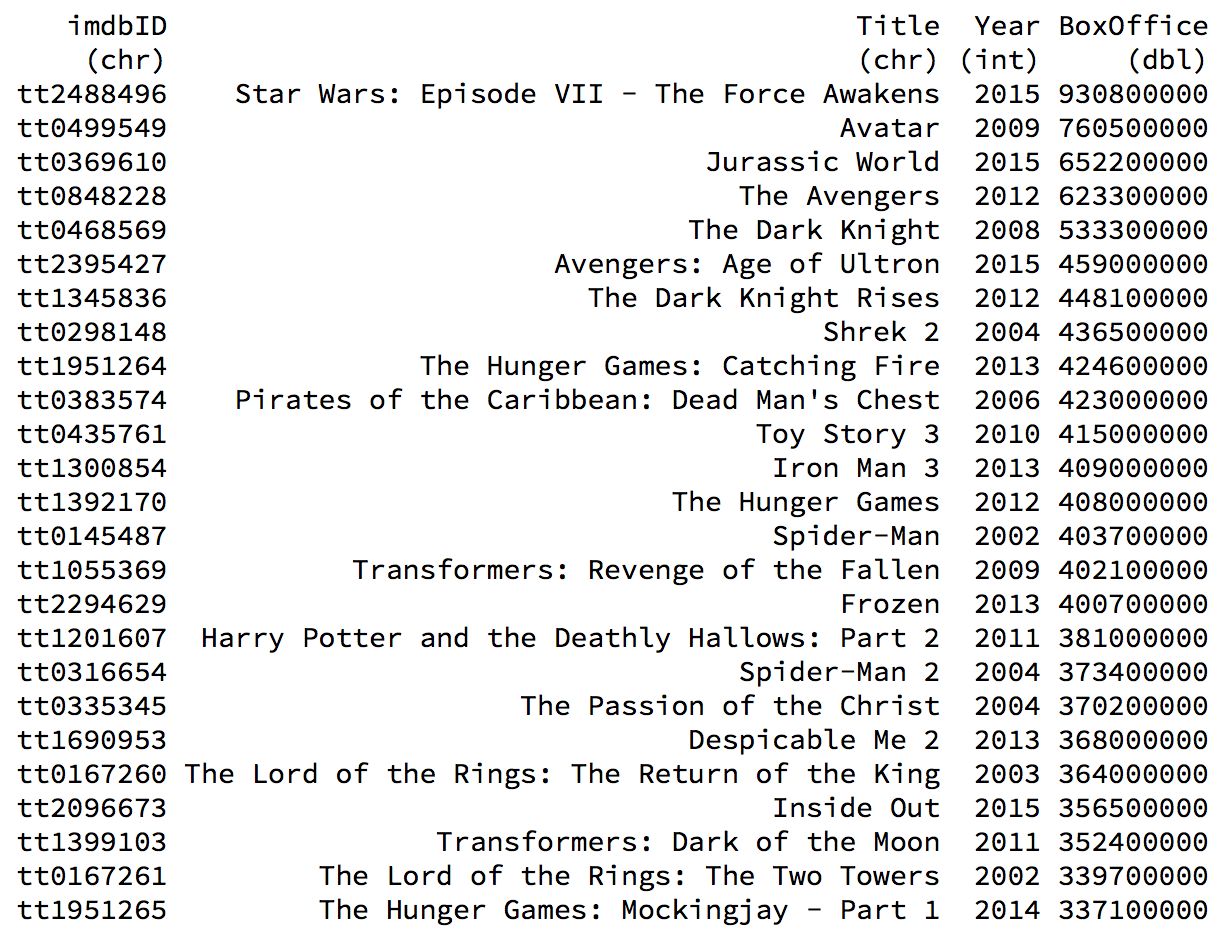 imdbID Title Year BoxOffice
(chr) (chr) (int) (dbl)
tt2488496 Star Wars: Episode VII - The Force Awakens 2015 930800000
tt0499549 Avatar 2009 760500000
tt0369610 Jurassic World 2015 652200000
tt0848228 The Avengers 2012 623300000
tt0468569 The Dark Knight 2008 533300000
tt2395427 Avengers: Age of Ultron 2015 459000000
tt1345836 The Dark Knight Rises 2012 448100000
tt0298148 Shrek 2 2004 436500000
tt1951264 The Hunger Games: Catching Fire 2013 424600000
tt0383574 Pirates of the Caribbean: Dead Man's Chest 2006 423000000
tt0435761 Toy Story 3 2010 415000000
tt1300854 Iron Man 3 2013 409000000
tt1392170 The Hunger Games 2012 408000000
tt0145487 Spider-Man 2002 403700000
tt1055369 Transformers: Revenge of the Fallen 2009 402100000
tt2294629 Frozen 2013 400700000
tt1201607 Harry Potter and the Deathly Hallows: Part 2 2011 381000000
tt0316654 Spider-Man 2 2004 373400000
tt0335345 The Passion of the Christ 2004 370200000
tt1690953 Despicable Me 2 2013 368000000
tt0167260 The Lord of the Rings: The Return of the King 2003 364000000
tt2096673 Inside Out 2015 356500000
tt1399103 Transformers: Dark of the Moon 2011 352400000
tt0167261 The Lord of the Rings: The Two Towers 2002 339700000
tt1951265 The Hunger Games: Mockingjay - Part 1 2014 337100000